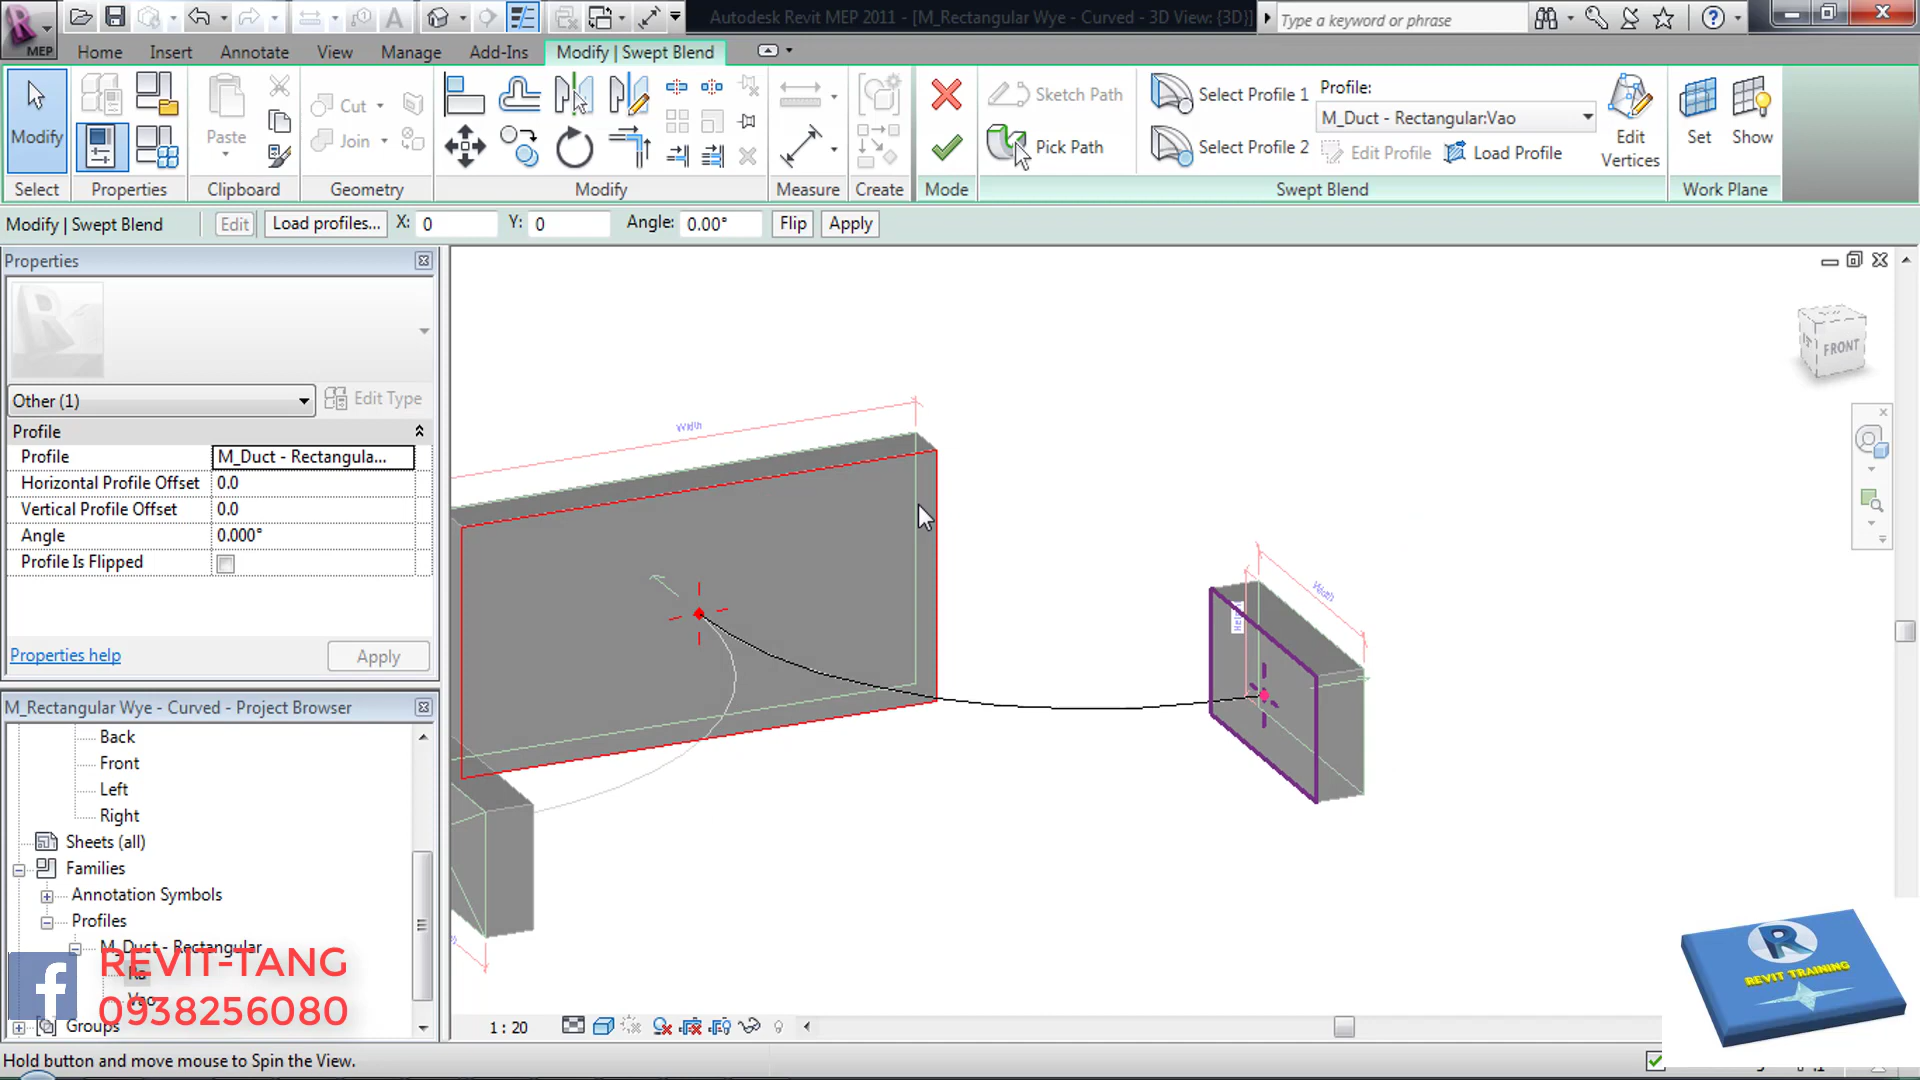 MEP
Autodesk Revit MEP 2011 - [M_Rectangular Wye - Curved - 3D View: {3D}]
Type a keyword or phrase
Home
Insert
Annotate
View
Manage
Add-Ins
Modify | Swept Blend
Modify
Cut
Join
Paste
Sketch Path
Pick Path
Select Profile 1
Select Profile 2
Profile:
M_Duct - Rectangular:Vao
Edit Profile
Load Profile
Edit
Vertices
Set
Show
Select
Properties
Clipboard
Geometry
Modify
Measure
Create
Mode
Swept Blend
Work Plane
Modify | Swept Blend
Edit
Load profiles...
X: 0
Y: 0
Angle: 0.00°
Flip
Apply
Properties
Other (1)
Edit Type
Profile
Profile M_Duct - Rectangula...
Horizontal Profile Offset 0.0
Vertical Profile Offset 0.0
Angle 0.000°
Profile Is Flipped
Properties help
Apply
M_Rectangular Wye - Curved - Project Browser
Back
Front
Left
Right
Sheets (all)
Families
Annotation Symbols
Profiles
M_Duct - Rectangular
Ra
Vao
Groups
REVIT-TANG
0938256080
Width
Width
FRONT
R
REVIT TRAINING
1 : 20
Hold button and move mouse to Spin the View.